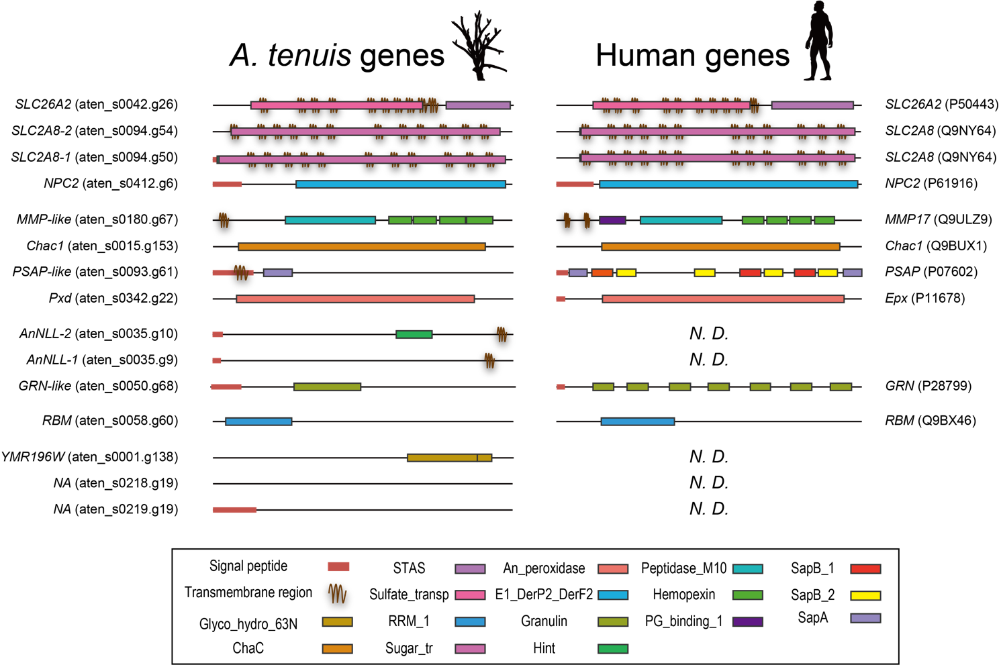 A. tenuis genes Human genes
SLC26A2 (aten_s0042.g26) SLC26A2 (P50443)
SLC2A8-2 (aten_s0094.g54) SLC2A8 (Q9NY64)
SLC2A8-1 (aten_s0094.g50) SLC2A8 (Q9NY64)
NPC2 (aten_s0412.g6) NPC2 (P61916)
MMP-like (aten_s0180.g67) MMP17 (Q9ULZ9)
Chac1 (aten_s0015.g153) Chac1 (Q9BUX1)
PSAP-like (aten_s0093.g61) PSAP (P07602)
Pxd (aten_s0342.g22) Epx (P11678)
AnNLL-2 (aten_s0035.g10) N. D.
AnNLL-1 (aten_s0035.g9) N. D.
GRN-like (aten_s0050.g68) GRN (P28799)
RBM (aten_s0058.g60) RBM (Q9BX46)
YMR196W (aten_s0001.g138) N. D.
NA (aten_s0218.g19) N. D.
NA (aten_s0219.g19) N. D.
Signal peptide STAS An_peroxidase Peptidase_M10 SapB_1
Transmembrane region Sulfate_transp E1_DerP2_DerF2 Hemopexin SapB_2
Glyco_hydro_63N RRM_1 Granulin PG_binding_1 SapA
ChaC Sugar_tr Hint